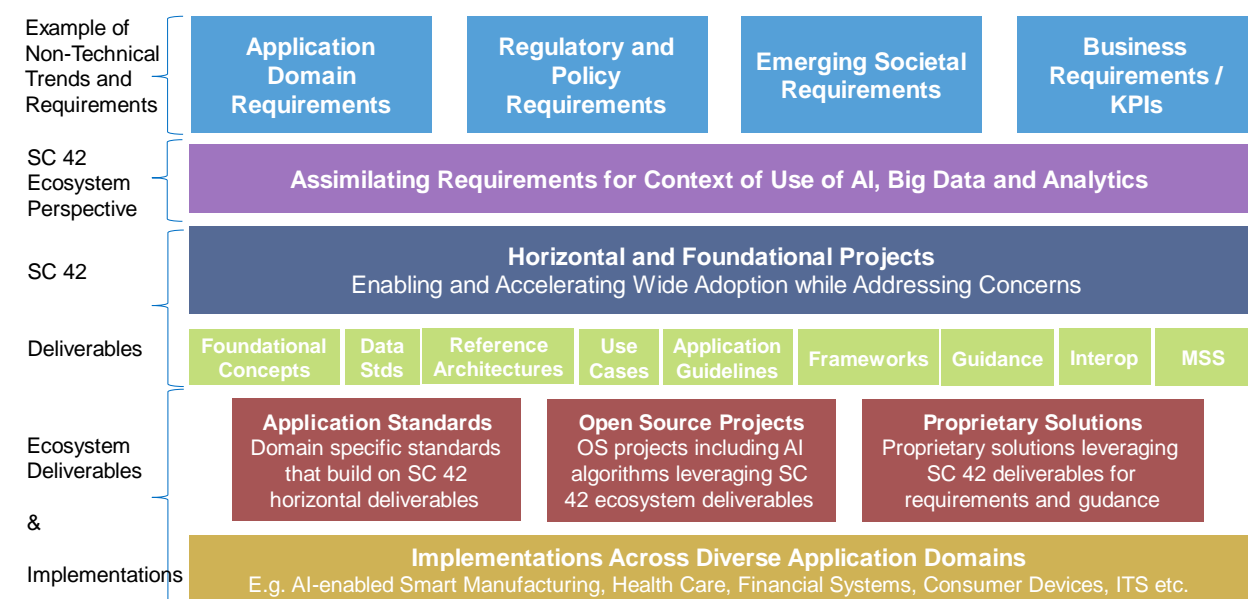 Example of
Non-Technical
Trends and
Requirements
Application
Domain
Requirements
Regulatory and
Policy
Requirements
Emerging Societal
Requirements
Business
Requirements /
KPIs
SC 42
Ecosystem
Perspective
Assimilating Requirements for Context of Use of AI, Big Data and Analytics
SC 42
Horizontal and Foundational Projects
Enabling and Accelerating Wide Adoption while Addressing Concerns
Deliverables
Foundational
Concepts
Data
Stds
Reference
Architectures
Use
Cases
Application
Guidelines
Frameworks
Guidance
Interop
MSS
Ecosystem
Deliverables
&
Implementations
Application Standards
Domain specific standards
that build on SC 42
horizontal deliverables
Open Source Projects
OS projects including AI
algorithms leveraging SC
42 ecosystem deliverables
Proprietary Solutions
Proprietary solutions leveraging
SC 42 deliverables for
requirements and gudance
Implementations Across Diverse Application Domains
E.g. AI-enabled Smart Manufacturing, Health Care, Financial Systems, Consumer Devices, ITS etc.